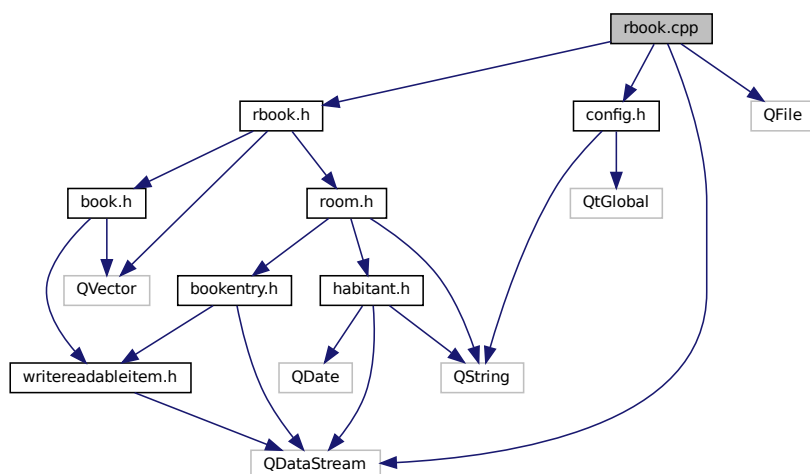 rbook.cpp
rbook.h
config.h
QFile
book.h
room.h
QtGlobal
QVector
bookentry.h
habitant.h
writereadableitem.h
QDate
QString
QDataStream